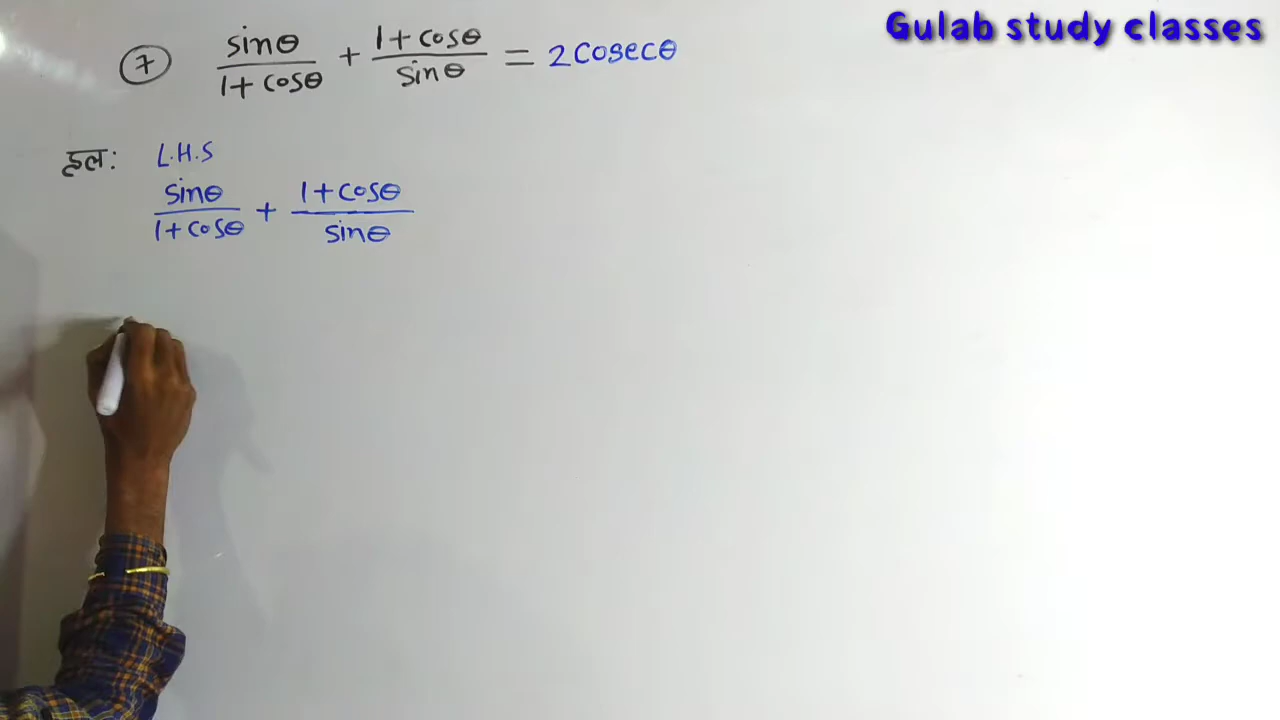 Gulab study classes
7 sinθ/1+cosθ + 1+cosθ/sinθ = 2cosecθ
हल: L.H.S
sinθ/1+cosθ + 1+cosθ/sinθ